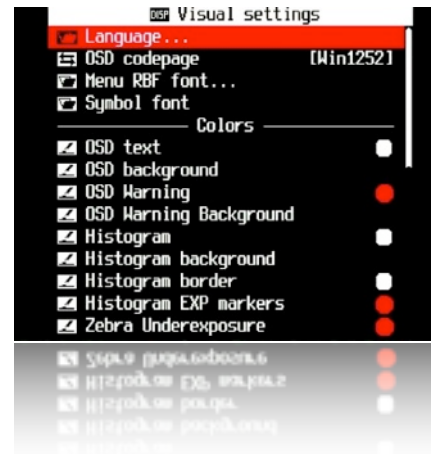 DISP Visual settings
Language...
OSD codepage [Win1252]
Menu RBF font...
Symbol font
Colors
OSD text
OSD background
OSD Warning
OSD Warning Background
Histogram
Histogram background
Histogram border
Histogram EXP markers
Zebra Underexposure